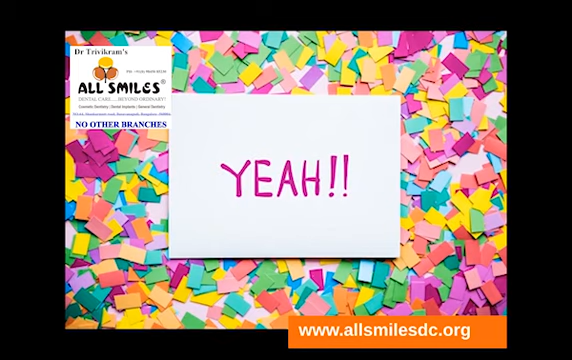 Dr Trivikram's
ALL SMILES®
DENTAL CARE.... BEYOND ORDINARY!
Cosmetic Dentistry | Dental Implants | General Dentistry
NO OTHER BRANCHES
YEAH!!
www.allsmilesdc.org